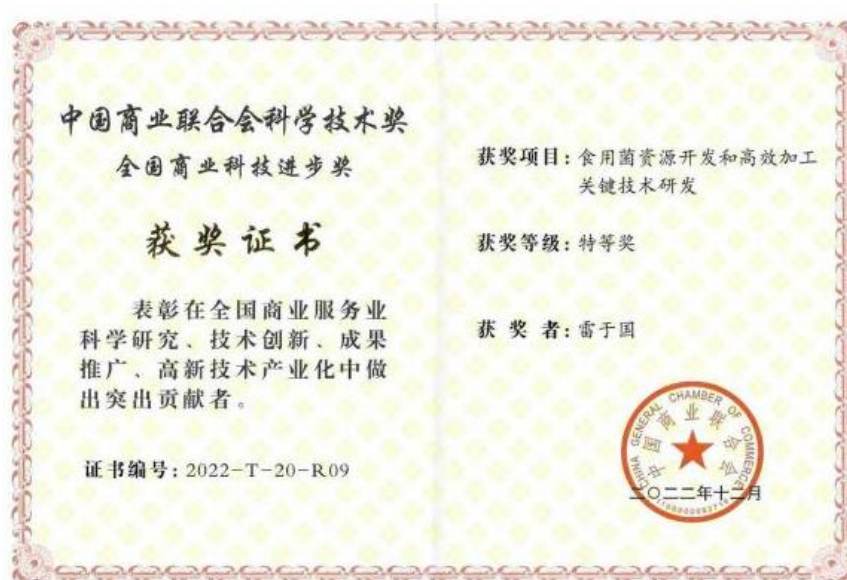 中国商业联合会科学技术奖
全国商业科技进步奖
获奖证书
表彰在全国商业服务业
科学研究、技术创新、成果
推广、高新技术产业化中做
出突出贡献者。
证书编号：2022-T-20-R09
获奖项目：食用菌资源开发和高效加工
关键技术研发
获奖等级：特等奖
获 奖 者：雷于国
CHINA GENERAL CHAMBER OF COMMERCE
中国商业联合会
二〇二二年十二月